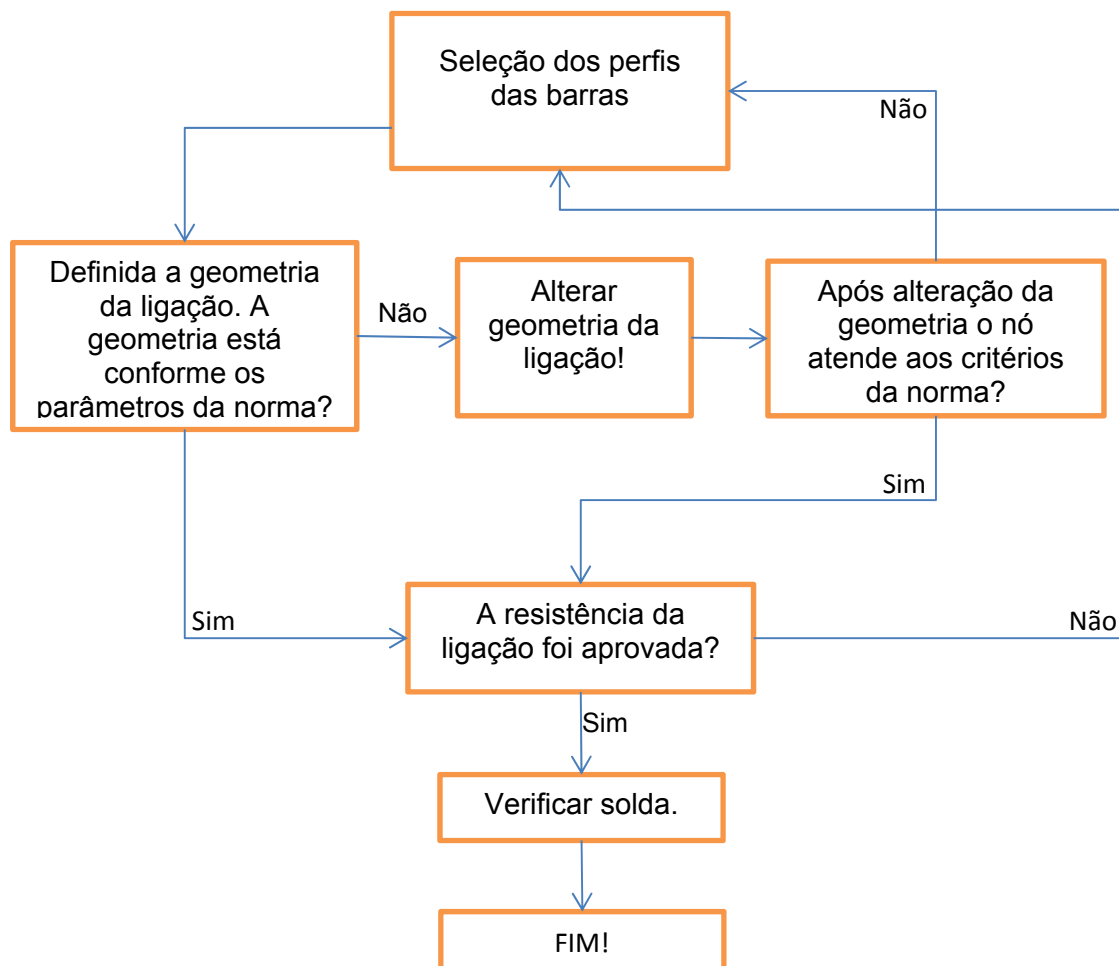 Seleção dos perfis
das barras
Não
Definida a geometria
da ligação. A
geometria está
conforme os
parâmetros da norma?
Não
Alterar
geometria da
ligação!
Após alteração da
geometria o nó
atende aos critérios
da norma?
Sim
Sim
A resistência da
ligação foi aprovada?
Não
Sim
Verificar solda.
FIM!